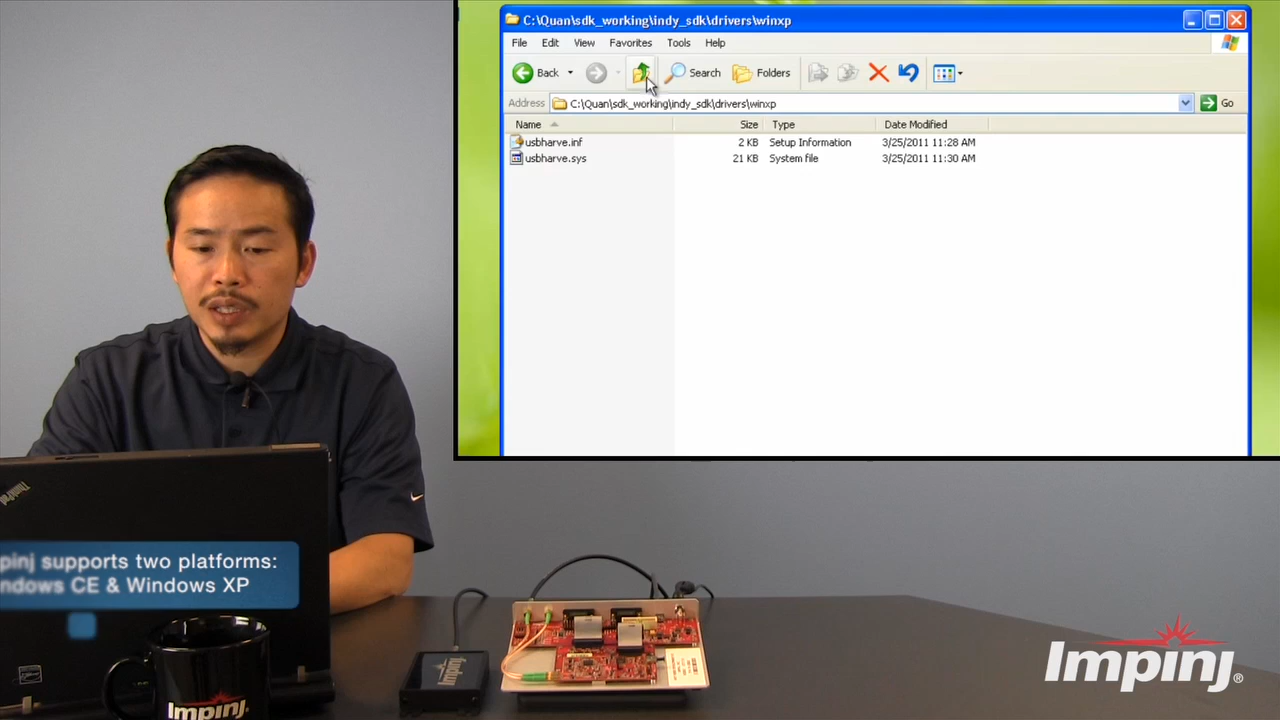 C:\Quan\sdk_working\indy_sdk\drivers\winxp
File Edit View Favorites Tools Help
Back Search Folders
Address C:\Quan\sdk_working\indy_sdk\drivers\winxp Go
Name Size Type Date Modified
usbharve.inf 2 KB Setup Information 3/25/2011 11:28 AM
usbharve.sys 21 KB System file 3/25/2011 11:30 AM
ThinkPad
pinj supports two platforms:
ndows CE & Windows XP
Impinj
Impinj.
Impinj®